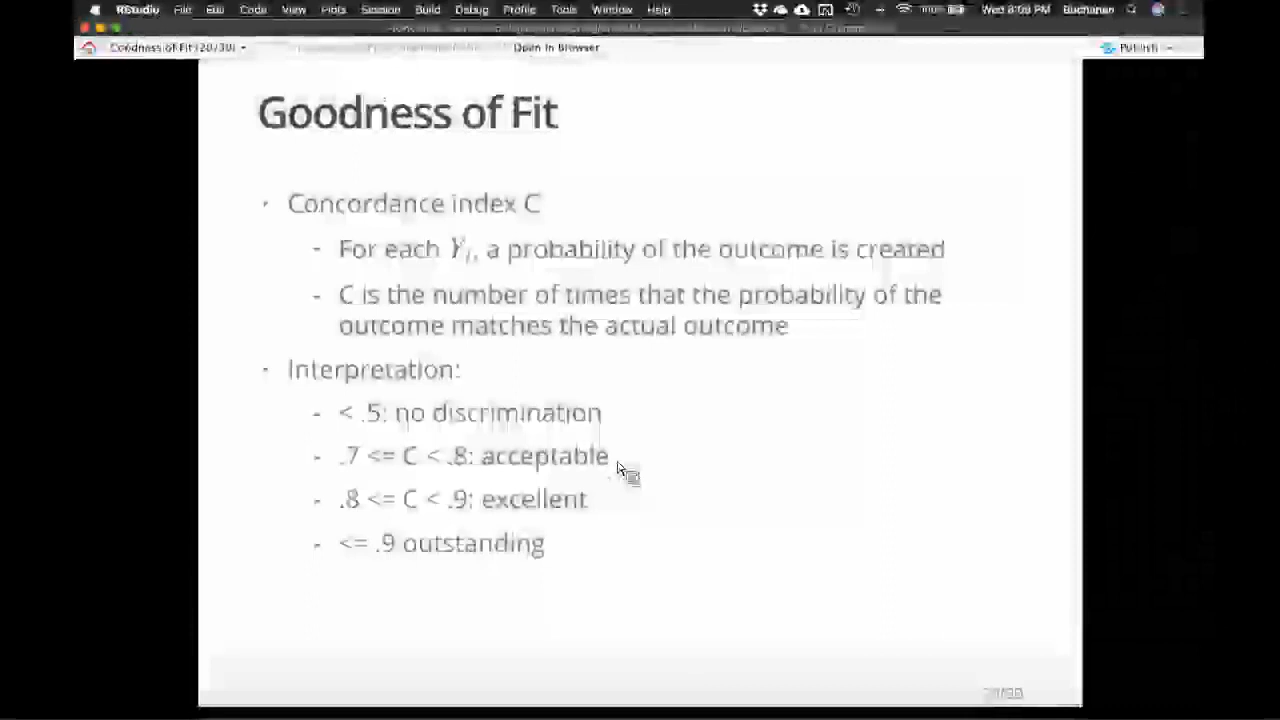 RStudio File Edit Code View Plots Session Build Debug Profile Tools Window Help Wed 8:09 PM Buchanan
Goodness of Fit (20/30) Open in Browser Publish
Goodness of Fit
· Concordance index C
- For each Yi, a probability of the outcome is created
- C is the number of times that the probability of the
outcome matches the actual outcome
· Interpretation:
- < .5: no discrimination
- .7 <= C < .8: acceptable
- .8 <= C < .9: excellent
- <= .9 outstanding